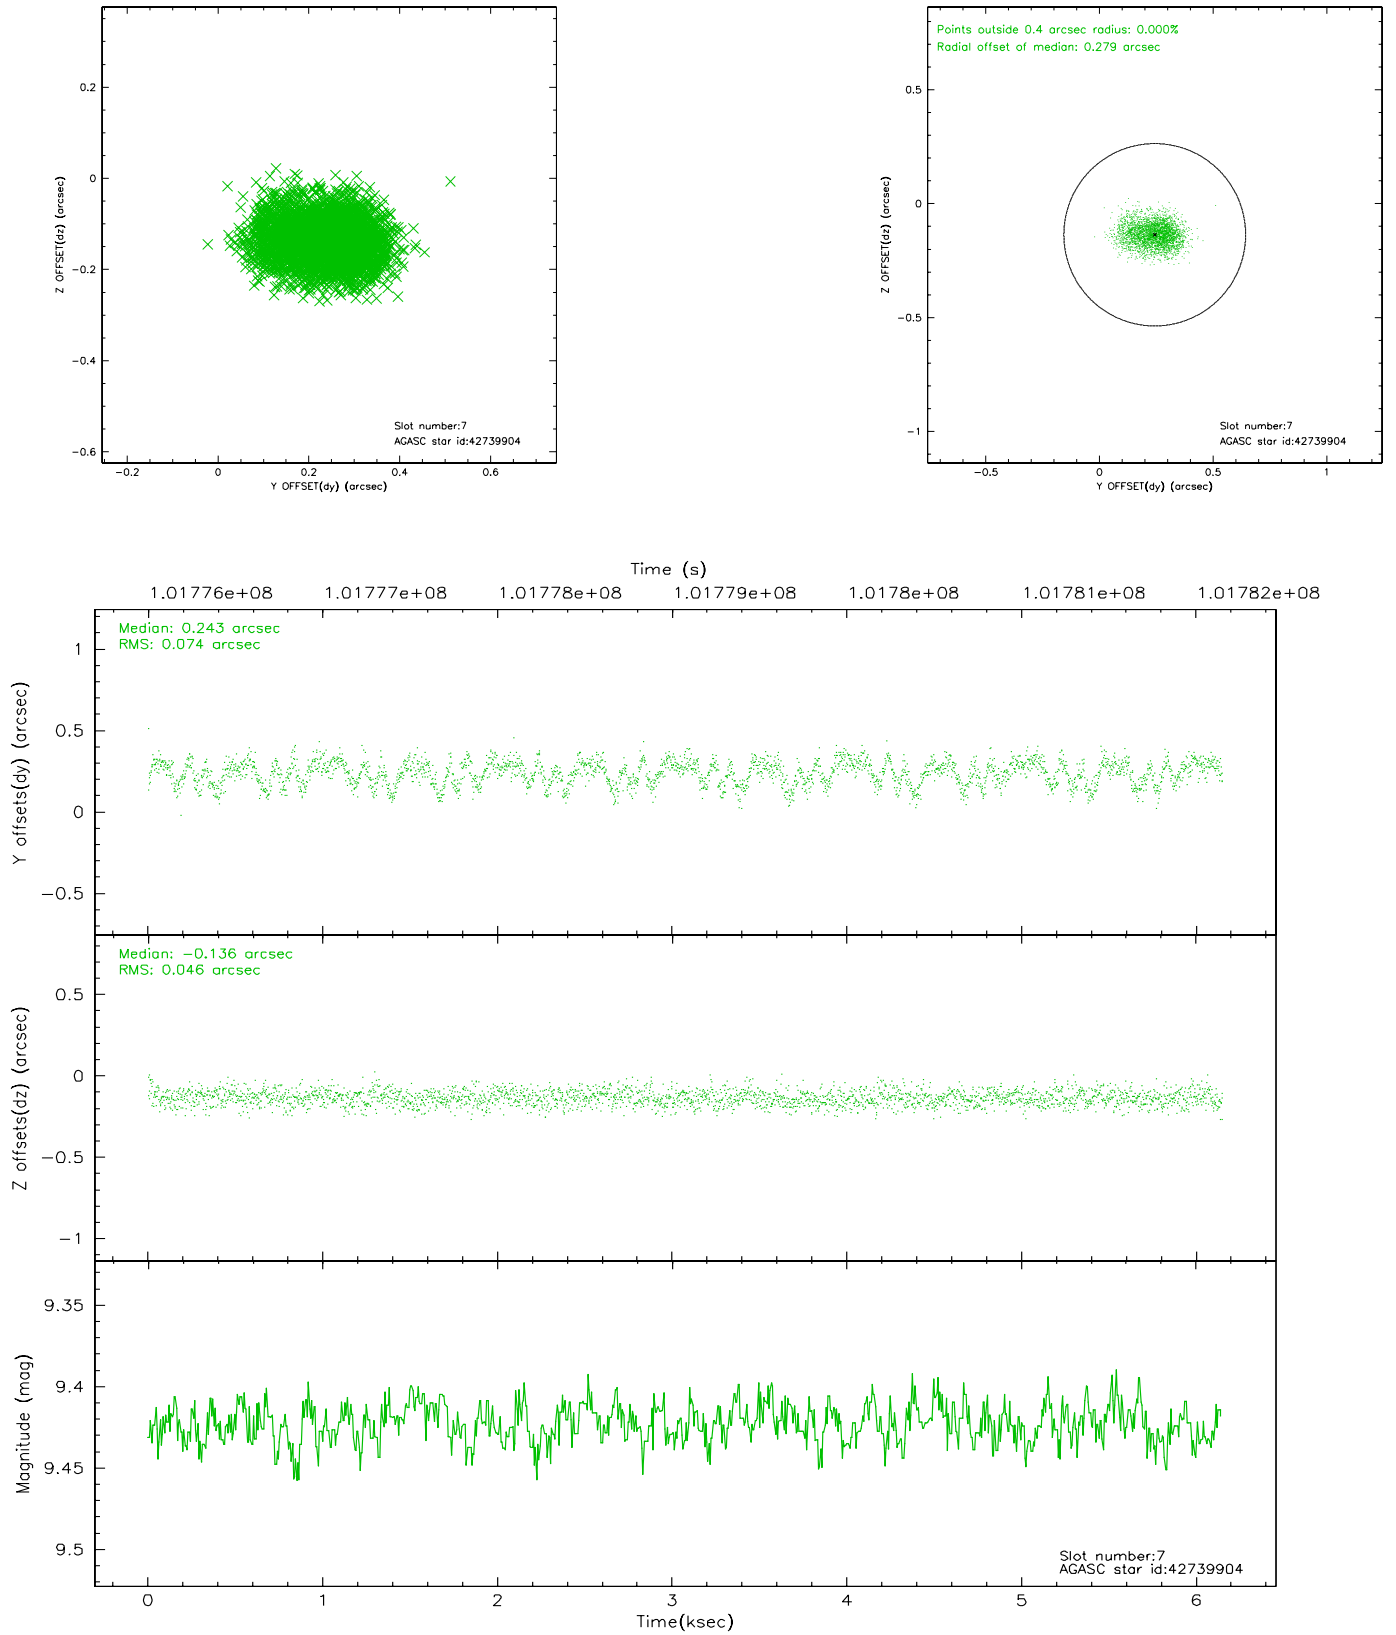 0.2
0
−0.2
−0.4
−0.6
Z OFFSET(dz) (arcsec)
Slot number:7
AGASC star id:42739904
−0.2 0 0.2 0.4 0.6
Y OFFSET(dy) (arcsec)
Points outside 0.4 arcsec radius: 0.000%
Radial offset of median: 0.279 arcsec
0.5
0
−0.5
−1
Z OFFSET(dz) (arcsec)
Slot number:7
AGASC star id:42739904
−0.5 0 0.5 1
Y OFFSET(dy) (arcsec)
Time (s)
1.01776e+08 1.01777e+08 1.01778e+08 1.01779e+08 1.0178e+08 1.01781e+08 1.01782e+08
Median: 0.243 arcsec
RMS: 0.074 arcsec
1
0.5
0
−0.5
Y offsets(dy) (arcsec)
Median: −0.136 arcsec
RMS: 0.046 arcsec
0.5
0
−0.5
−1
Z offsets(dz) (arcsec)
9.35
9.4
9.45
9.5
Magnitude (mag)
Slot number:7
AGASC star id:42739904
0 1 2 3 4 5 6
Time(ksec)